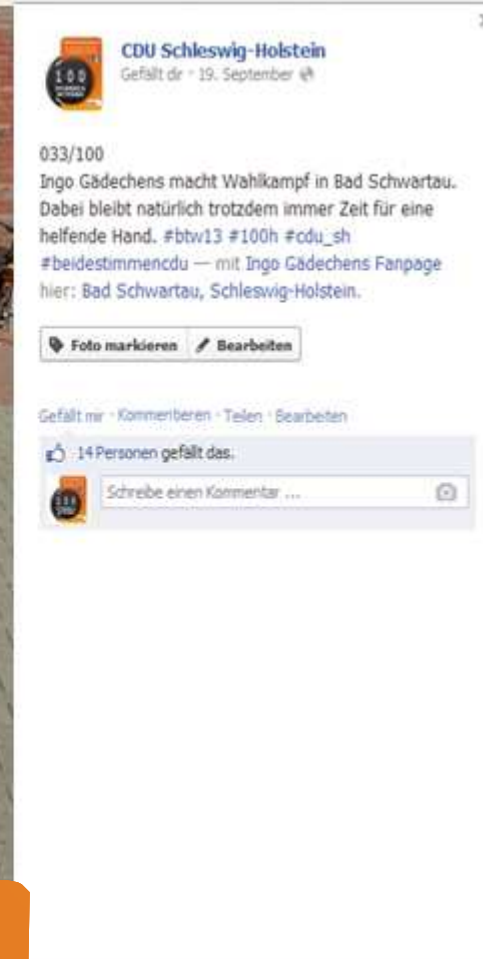 CDU Schleswig-Holstein
Gefällt dir · 19. September
100
033/100
Ingo Gädechens macht Wahlkampf in Bad Schwartau.
Dabei bleibt natürlich trotzdem immer Zeit für eine
helfende Hand. #btw13 #100h #cdu_sh
#beidestimmencdu — mit Ingo Gädechens Fanpage
hier: Bad Schwartau, Schleswig-Holstein.
Foto markieren Bearbeiten
Gefällt mir · Kommentieren · Teilen · Bearbeiten
14 Personen gefällt das.
Schreibe einen Kommentar ...